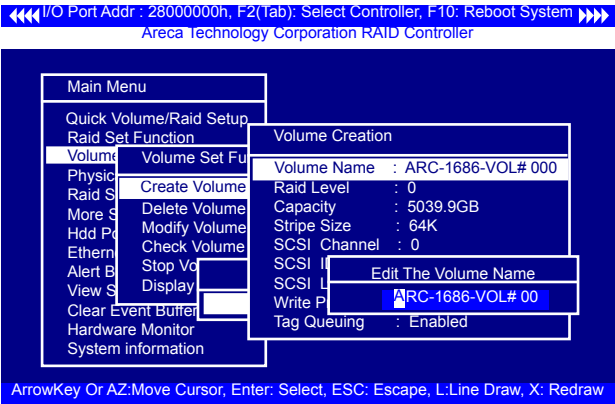 I/O Port Addr : 28000000h, F2(Tab): Select Controller, F10: Reboot System
Areca Technology Corporation RAID Controller
Main Menu
Quick Volume/Raid Setup
Raid Set Function
Volume
Physic
Raid S
More S
Hdd Po
Ethern
Alert B
View S
Clear Event Buffer
Hardware Monitor
System information
Volume Set Fu
Create Volume
Delete Volume
Modify Volume
Check Volume
Stop Vo
Display
Volume Creation
Volume Name : ARC-1686-VOL# 000
Raid Level : 0
Capacity : 5039.9GB
Stripe Size : 64K
SCSI Channel : 0
SCSI I
SCSI L
Write P
Tag Queuing : Enabled
Edit The Volume Name
ARC-1686-VOL# 00
ArrowKey Or AZ:Move Cursor, Enter: Select, ESC: Escape, L:Line Draw, X: Redraw